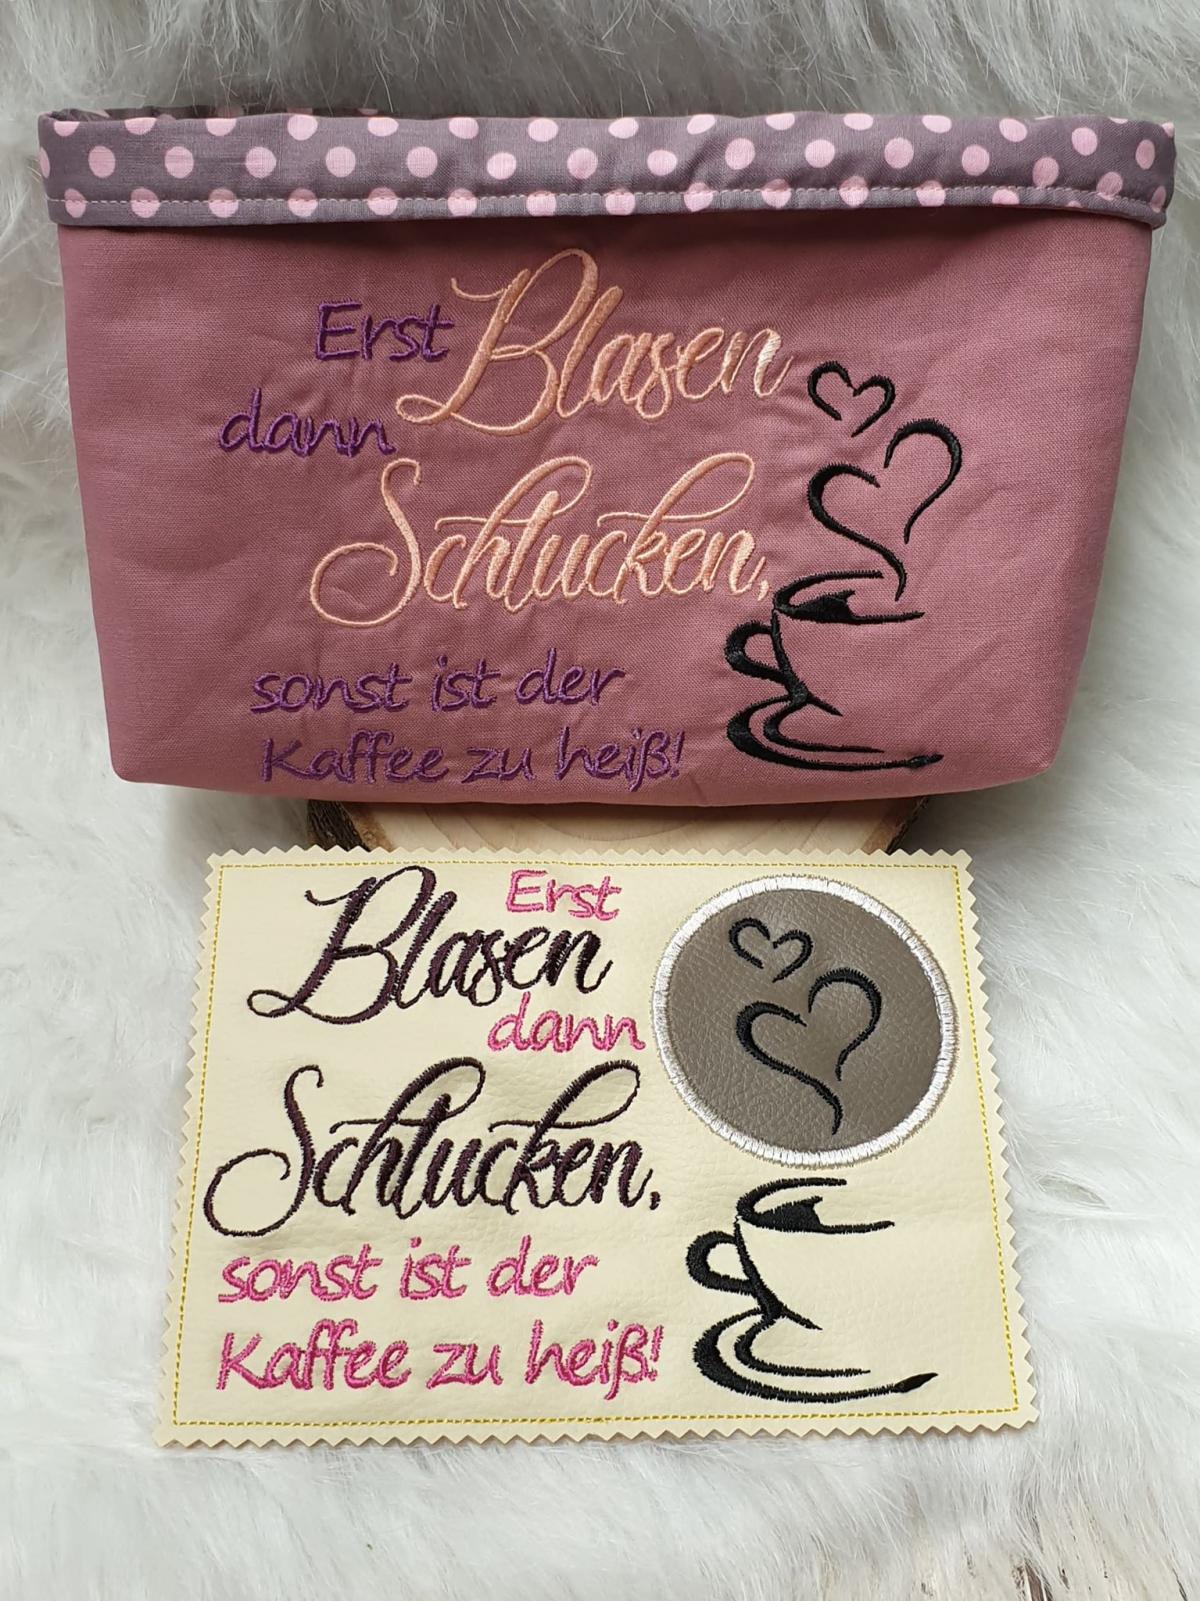 Erst Blasen
dann
Schlucken,
sonst ist der
Kaffee zu heiß!
Erst
Blasen
dann
Schlucken,
sonst ist der
Kaffee zu heiß!